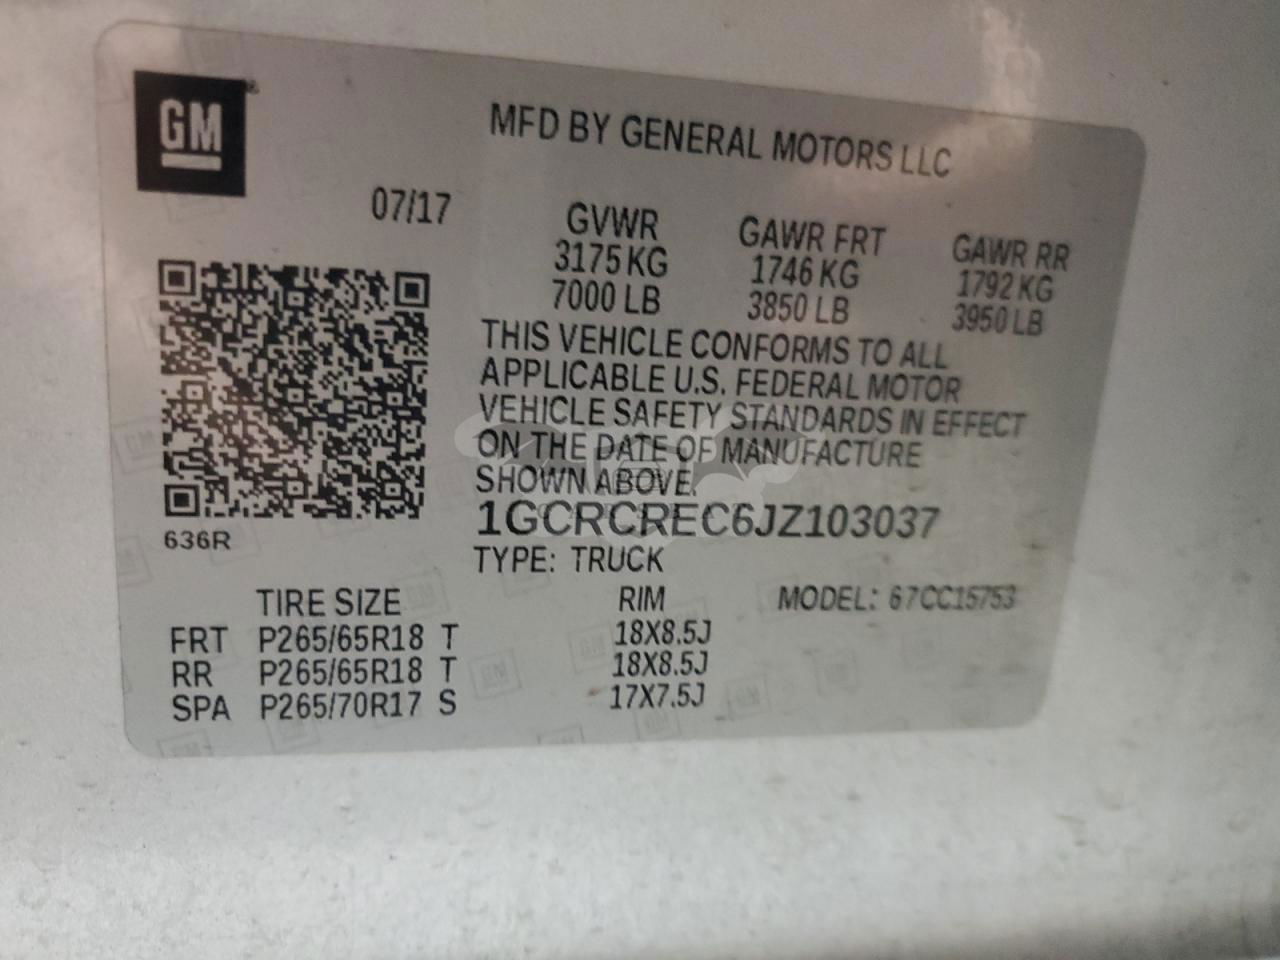 GM
MFD BY GENERAL MOTORS LLC
07/17
GVWR GAWR FRT GAWR RR
3175 KG 1746 KG 1792 KG
7000 LB 3850 LB 3950 LB
THIS VEHICLE CONFORMS TO ALL
APPLICABLE U.S. FEDERAL MOTOR
VEHICLE SAFETY STANDARDS IN EFFECT
ON THE DATE OF MANUFACTURE
SHOWN ABOVE.
1GCRCREC6JZ103037
636R
TYPE: TRUCK
TIRE SIZE RIM MODEL: 67CC15753
FRT P265/65R18 T 18X8.5J
RR P265/65R18 T 18X8.5J
SPA P265/70R17 S 17X7.5J